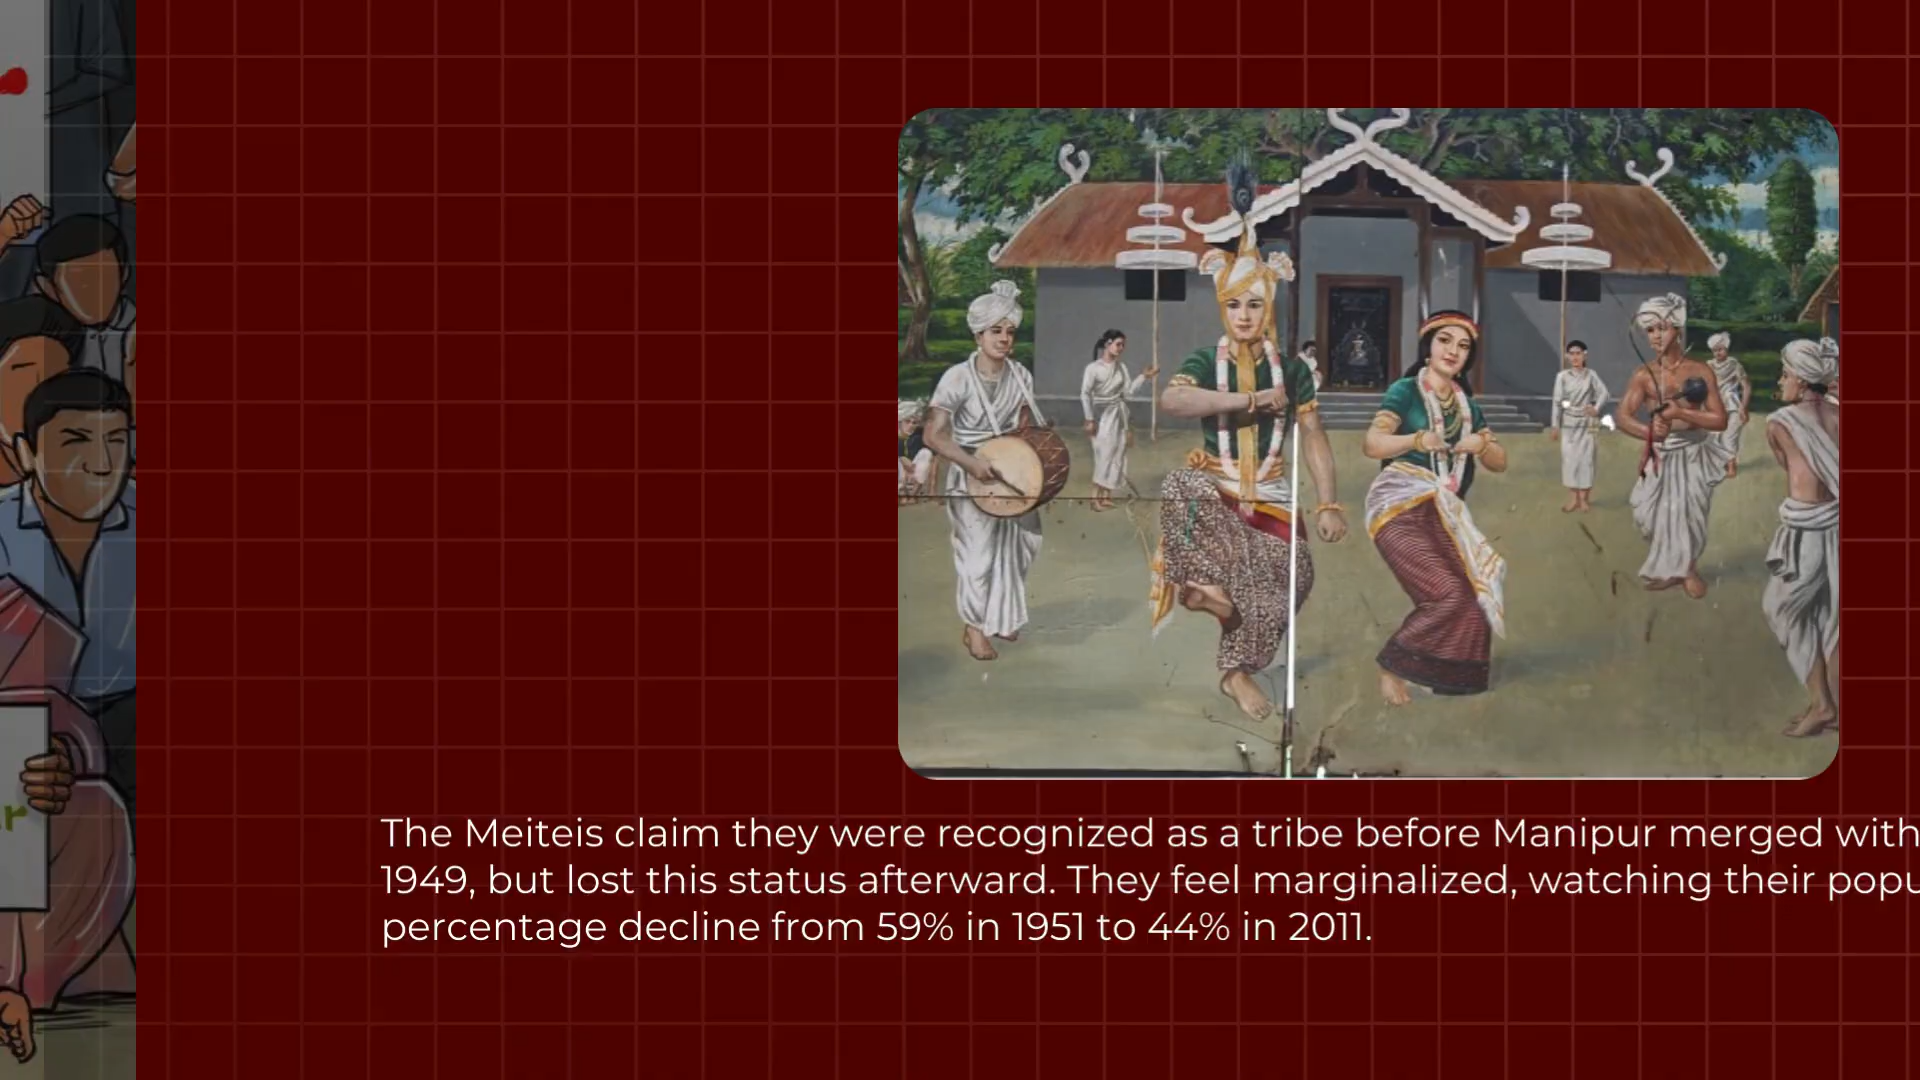 The Meiteis claim they were recognized as a tribe before Manipur merged with
1949, but lost this status afterward. They feel marginalized, watching their
percentage decline from 59% in 1951 to 44% in 2011.